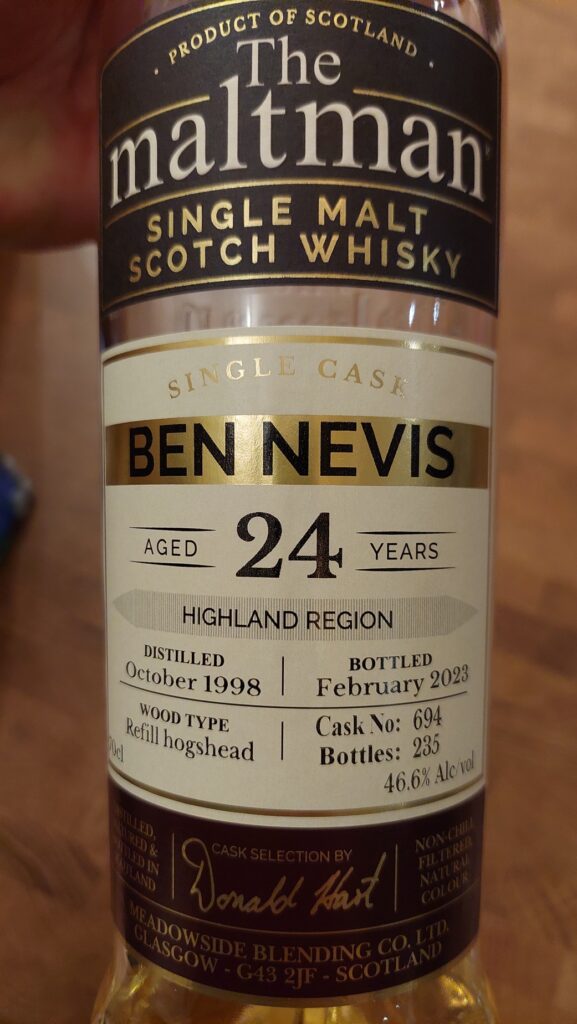 · PRODUCT OF SCOTLAND ·
The
maltman
SINGLE MALT
SCOTCH WHISKY
SINGLE CASK
BEN NEVIS
AGED 24 YEARS
HIGHLAND REGION
DISTILLED
October 1998
BOTTLED
February 2023
WOOD TYPE
Refill hogshead
Cask No: 694
Bottles: 235
46.6% Alc/vol
CASK SELECTION BY
Donald Hart
NON-CHILL
FILTERED,
NATURAL
COLOUR
MEADOWSIDE BLENDING CO. LTD.
GLASGOW - G43 2JF - SCOTLAND